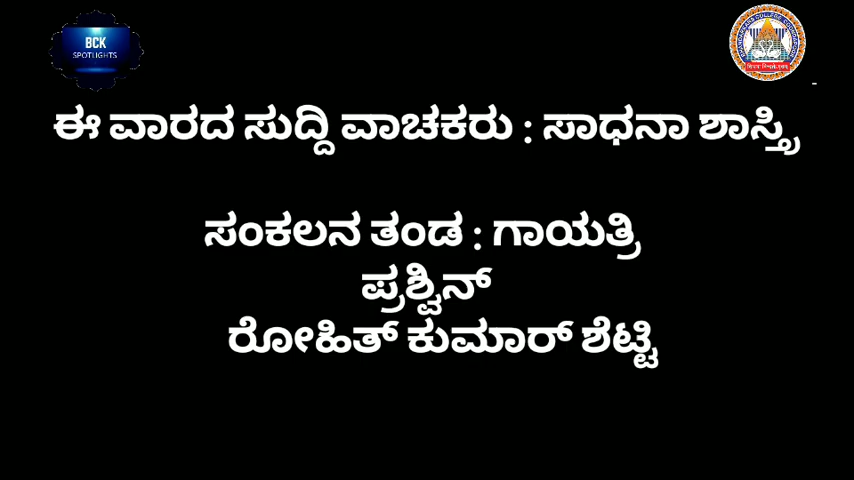 BCK
SPOTLIGHTS
ಈ ವಾರದ ಸುದ್ದಿ ವಾಚಕರು : ಸಾಧನಾ ಶಾಸ್ತ್ರಿ
ಸಂಕಲನ ತಂಡ : ಗಾಯತ್ರಿ
ಪ್ರಶ್ವಿನ್
ರೋಹಿತ್ ಕುಮಾರ್ ಶೆಟ್ಟಿ